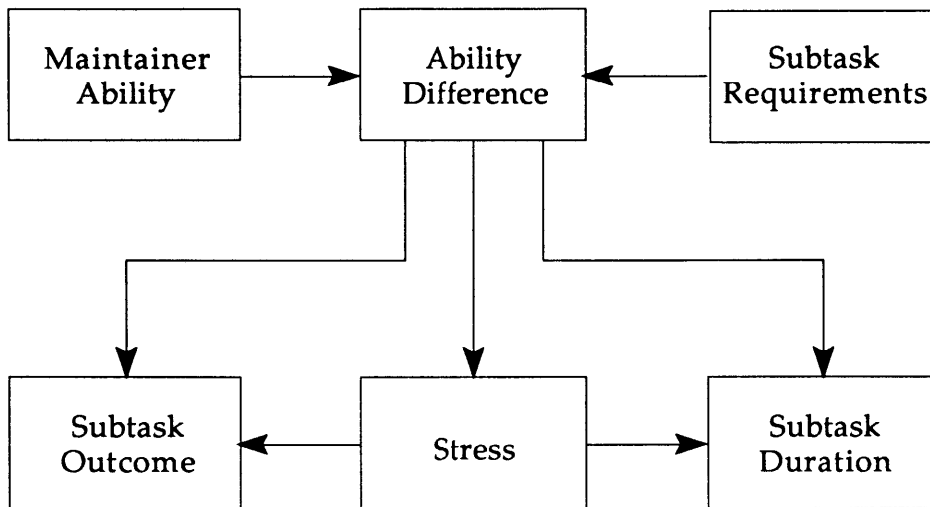 Maintainer
Ability
Ability
Difference
Subtask
Requirements
Subtask
Outcome
Stress
Subtask
Duration